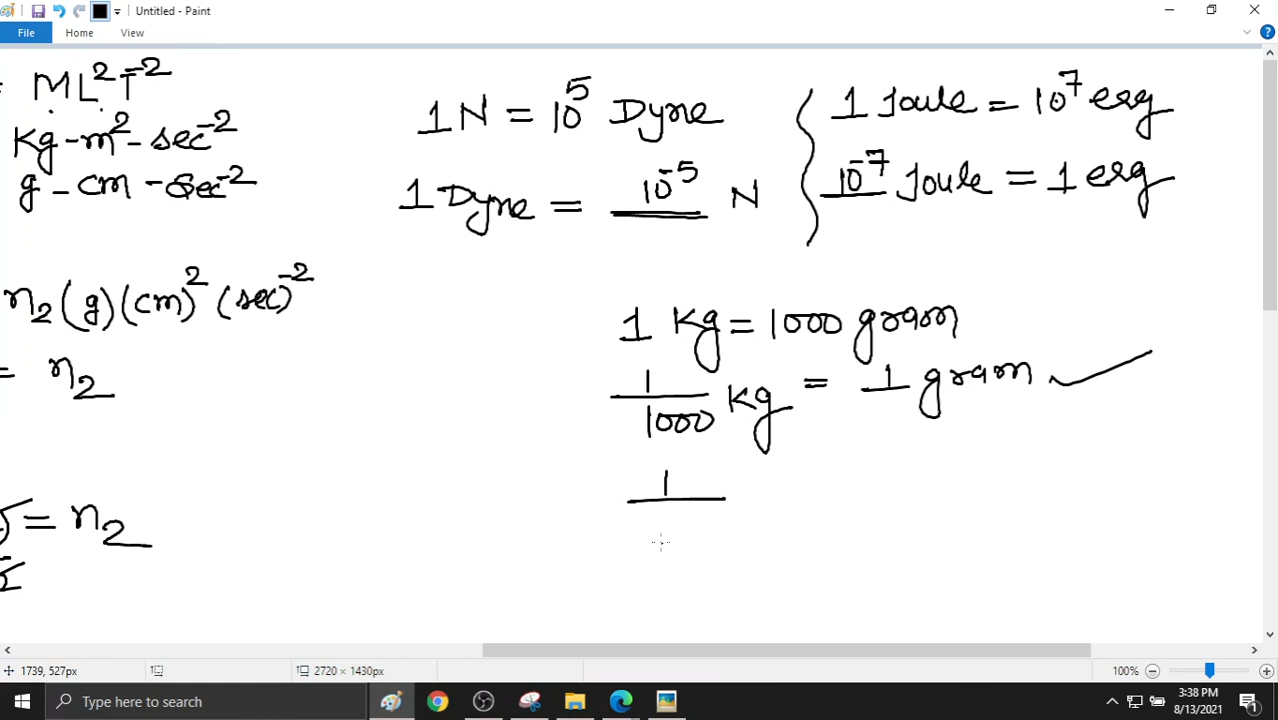 Untitled - Paint
File Home View
= ML²T⁻²
Kg-m²-sec⁻²
g-cm-sec⁻²
n₂(g)(cm)²(sec)⁻²
= n₂
= n₂
1 N = 10⁵ Dyne
1 Dyne = 10⁻⁵ N
1 Joule = 10⁷ erg
10⁻⁷ Joule = 1 erg
1 Kg = 1000 gram
1/1000 Kg = 1 gram
1
1739, 527px 2720 × 1430px 100%
Type here to search
3:38 PM
8/13/2021
1